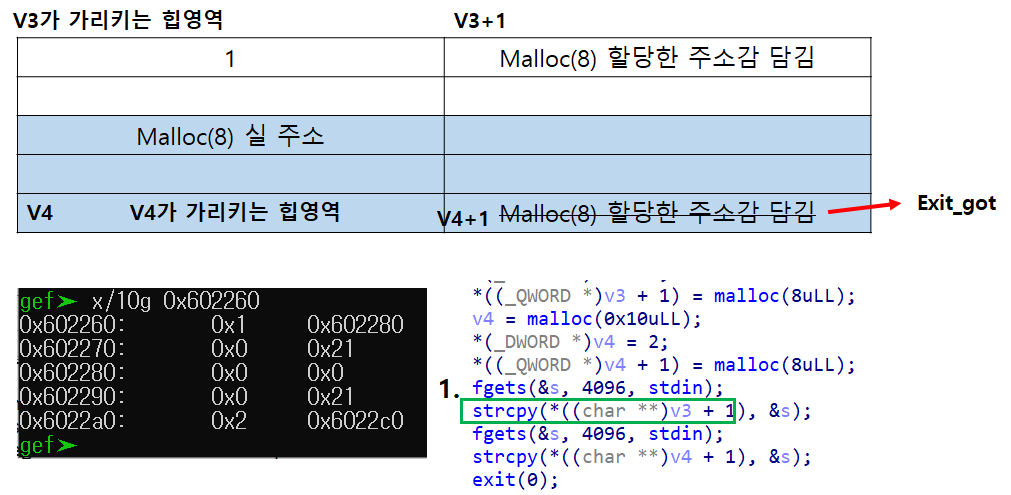 V3가 가리키는 힙영역 V3+1
1 Malloc(8) 할당한 주소감 담김
Malloc(8) 실 주소
V4 V4가 가리키는 힙영역 V4+1 Malloc(8) 할당한 주소감 담김 Exit_got
gef➤ x/10g 0x602260
0x602260: 0x1 0x602280
0x602270: 0x0 0x21
0x602280: 0x0 0x0
0x602290: 0x0 0x21
0x6022a0: 0x2 0x6022c0
gef➤
*((_QWORD *)v3 + 1) = malloc(8uLL);
v4 = malloc(0x10uLL);
*(_DWORD *)v4 = 2;
*((_QWORD *)v4 + 1) = malloc(8uLL);
1. fgets(&s, 4096, stdin);
strcpy(*((char **)v3 + 1), &s);
fgets(&s, 4096, stdin);
strcpy(*((char **)v4 + 1), &s);
exit(0);